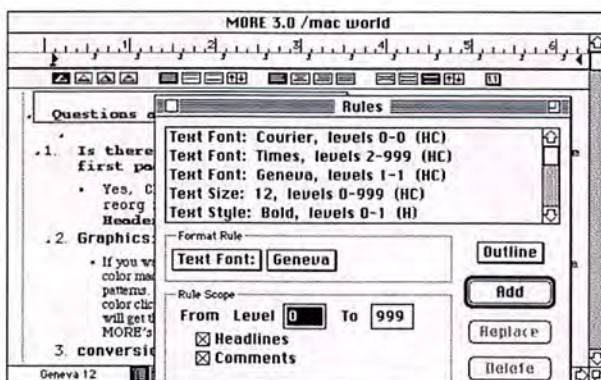 MORE 3.0 /mac world
1 2 3 4 5 6
1:1
Questions
.1. Is there
first
Yes,
reorg
Header
.2. Graphics:
If you
color
patterns.
color
will get
MORE's
3.
Geneva 12
Rules
Text Font: Courier, levels 0-0 (HC)
Text Font: Times, levels 2-999 (HC)
Text Font: Geneva, levels 1-1 (HC)
Text Size: 12, levels 0-999 (HC)
Text Style: Bold, levels 0-1 (H)
Format Rule
Text Font: Geneva
Rule Scope
From Level 0 To 999
Headlines
Comments
Outline
Add
Replace
Delete